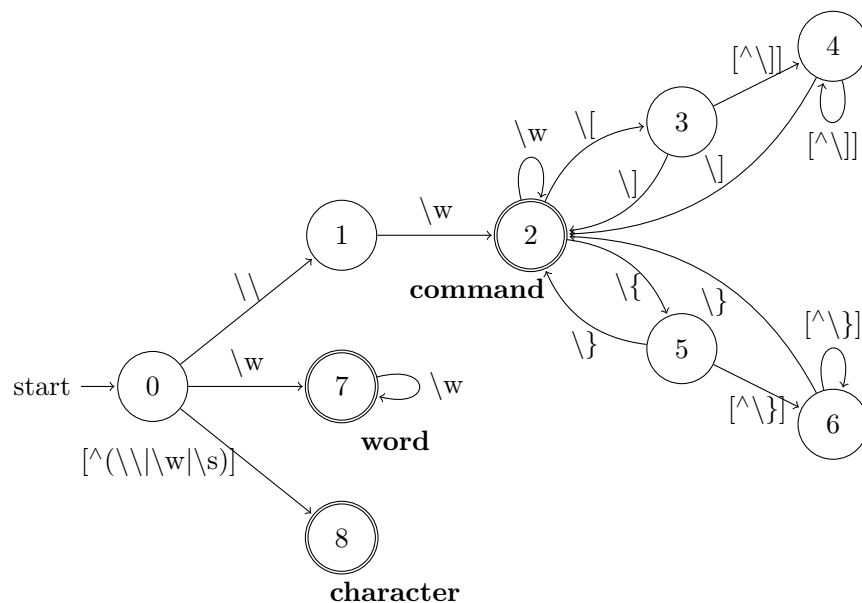 4
[^\]]
3
\[
\w
[^\]]
\]
\]
1
\w
2
command
\\
\{
\}
\}
[^\}]
5
start
0
\w
7
\w
[^\}]
6
word
[^(\\|\w|\s)]
8
character